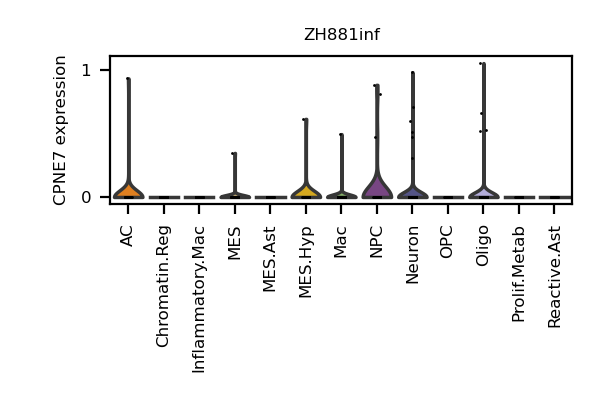 ZH881inf
CPNE7 expression
1
0
AC
Chromatin.Reg
Inflammatory.Mac
MES
MES.Ast
MES.Hyp
Mac
NPC
Neuron
OPC
Oligo
Prolif.Metab
Reactive.Ast